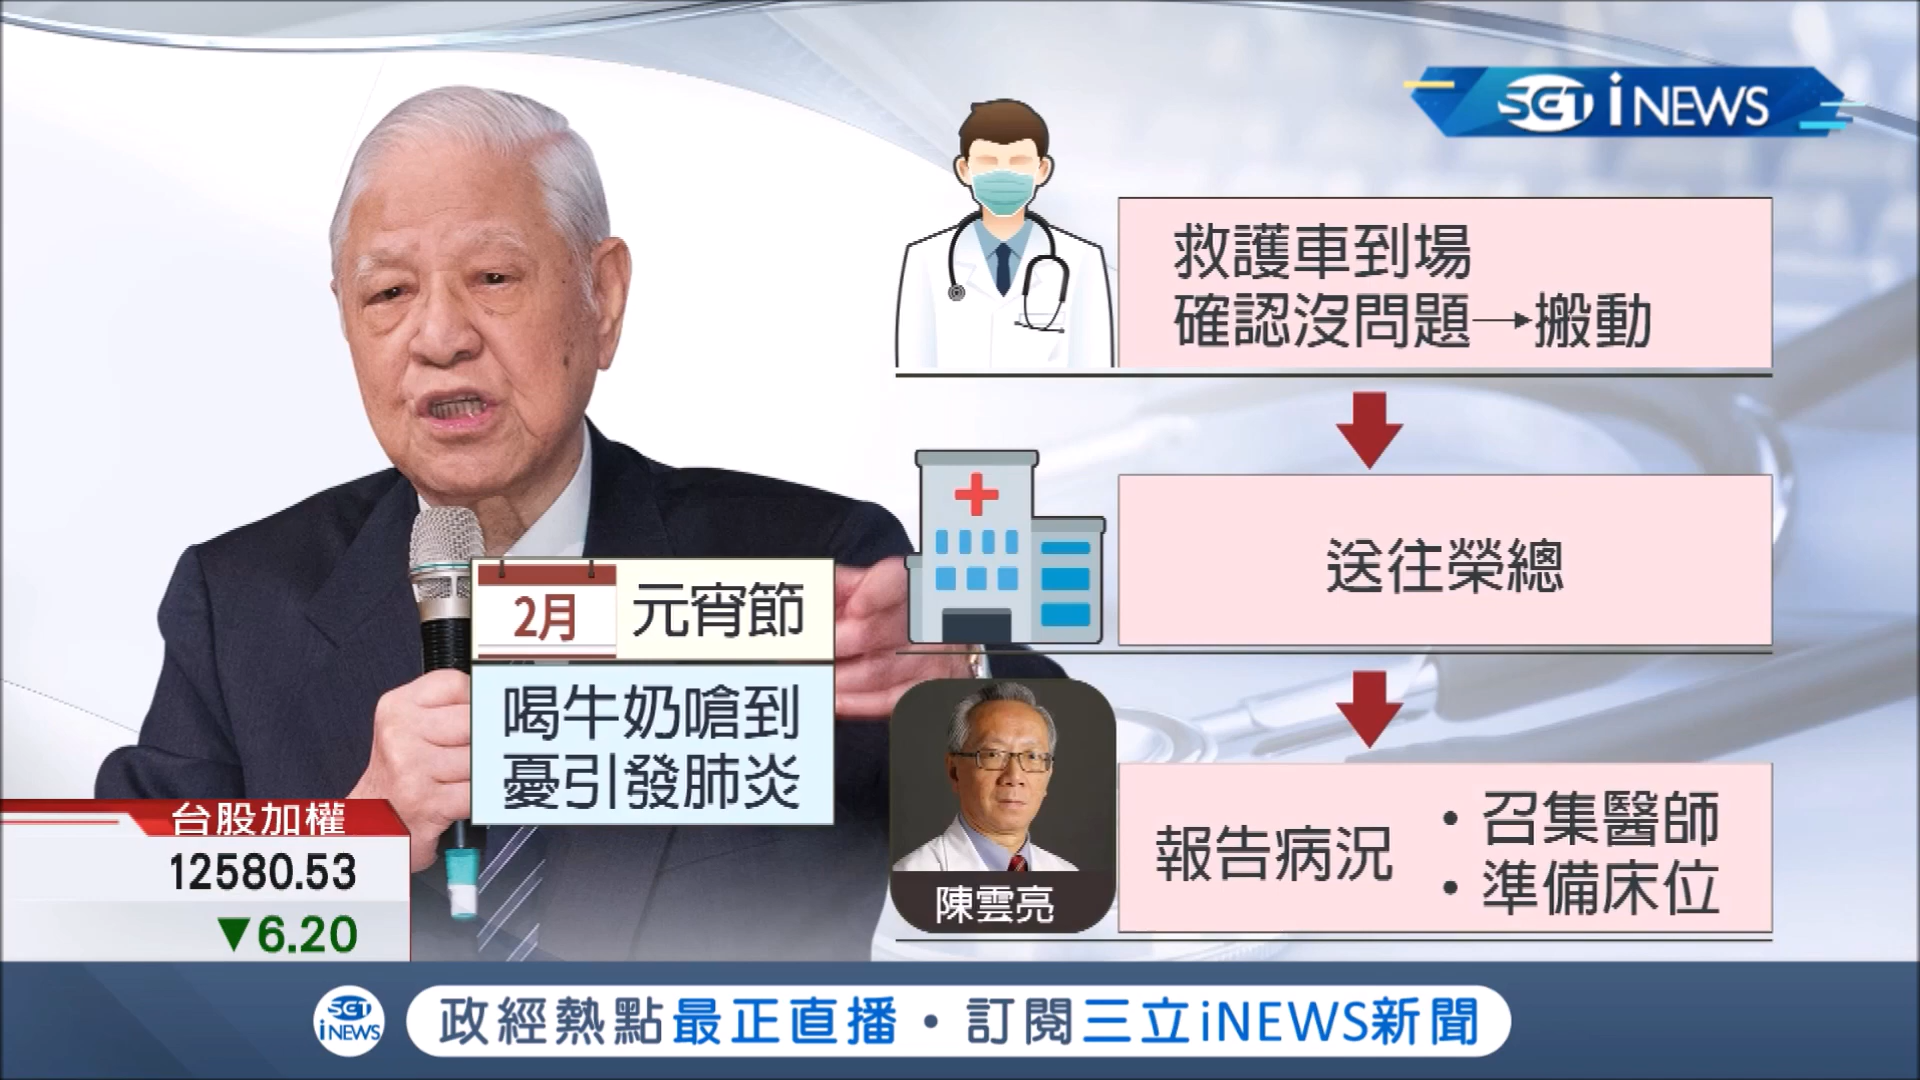 SET iNEWS
救護車到場
確認沒問題→搬動
送往榮總
2月 元宵節
喝牛奶嗆到
憂引發肺炎
陳雲亮
報告病況
・召集醫師
・準備床位
台股加權
12580.53
▼6.20
SET iNEWS
政經熱點最正直播・訂閱三立iNEWS新聞